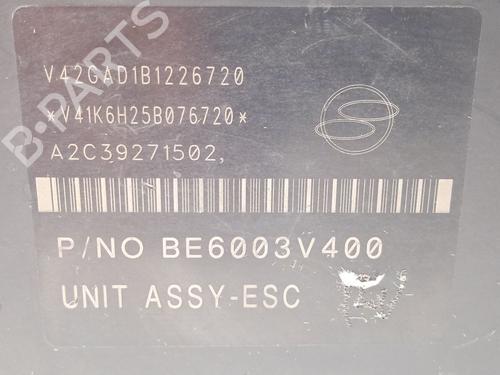 V42GAD1B1226720
*V41K6H25B076720*
A2C39271502,
P/NO BE6003V400
UNIT ASSY-ESC
B-PARTS